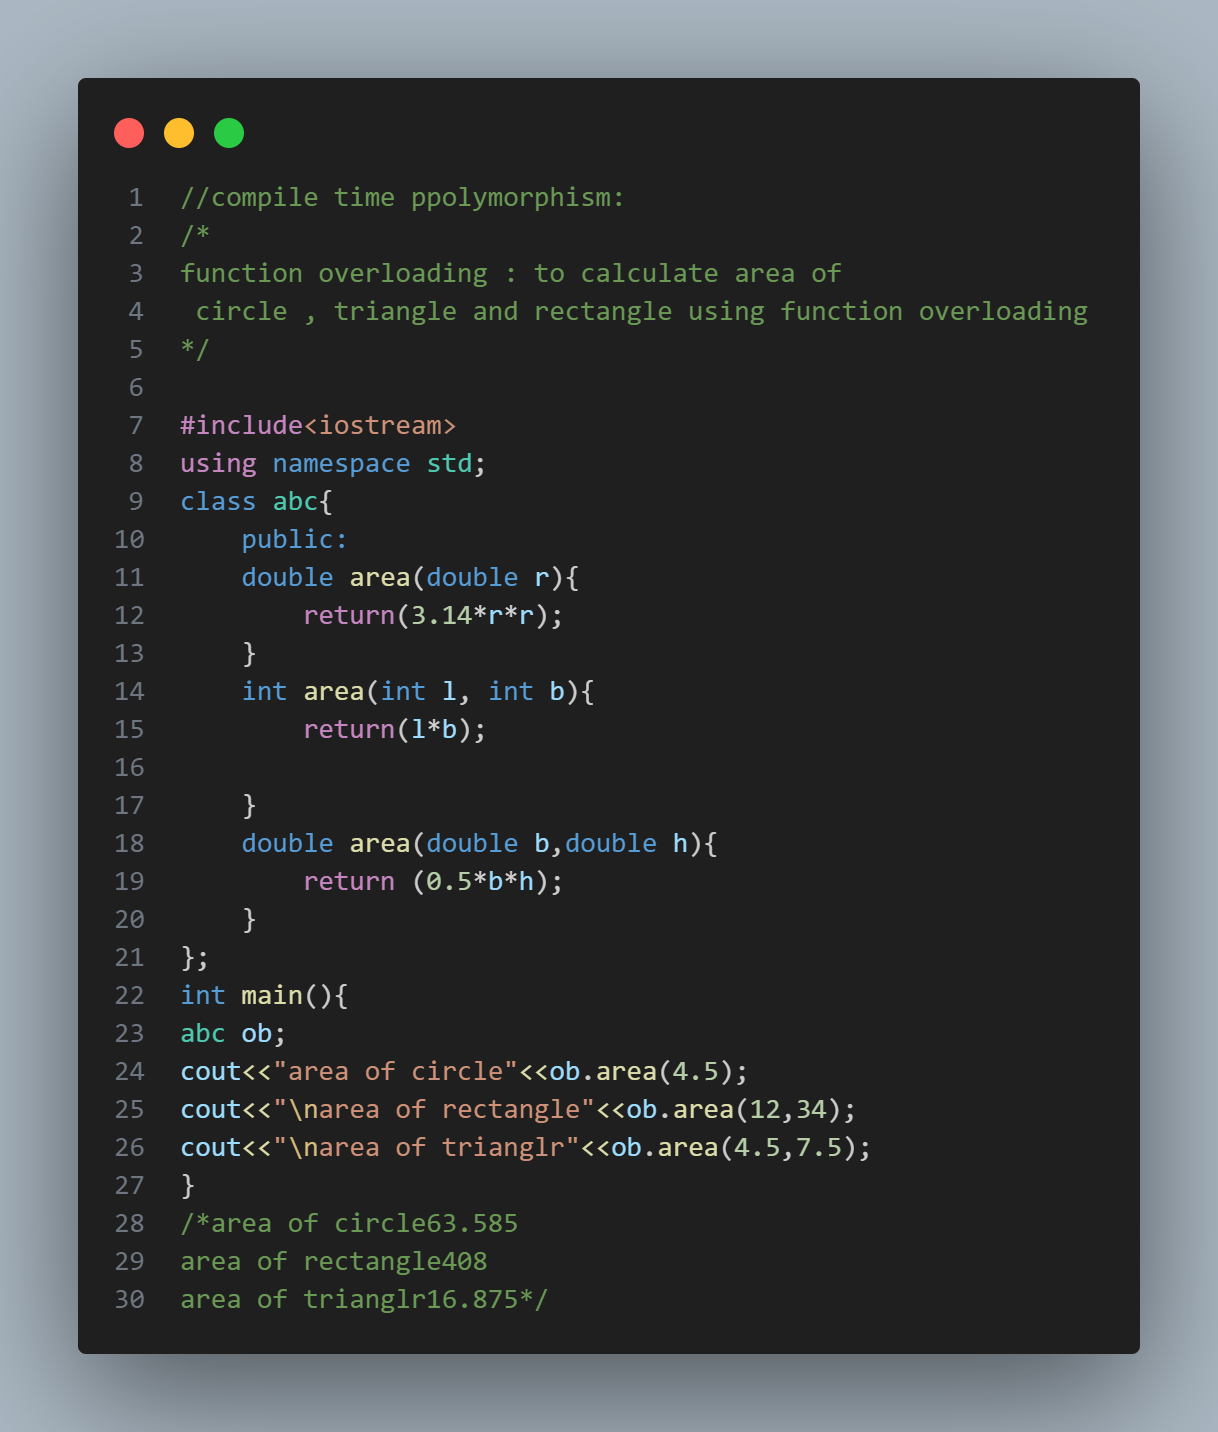 1 //compile time ppolymorphism:
2 /*
3 function overloading : to calculate area of
4  circle , triangle and rectangle using function overloading
5 */
6
7 #include<iostream>
8 using namespace std;
9 class abc{
10     public:
11     double area(double r){
12         return(3.14*r*r);
13     }
14     int area(int l, int b){
15         return(l*b);
16
17     }
18     double area(double b,double h){
19         return (0.5*b*h);
20     }
21 };
22 int main(){
23 abc ob;
24 cout<<"area of circle"<<ob.area(4.5);
25 cout<<"\narea of rectangle"<<ob.area(12,34);
26 cout<<"\narea of trianglr"<<ob.area(4.5,7.5);
27 }
28 /*area of circle63.585
29 area of rectangle408
30 area of trianglr16.875*/